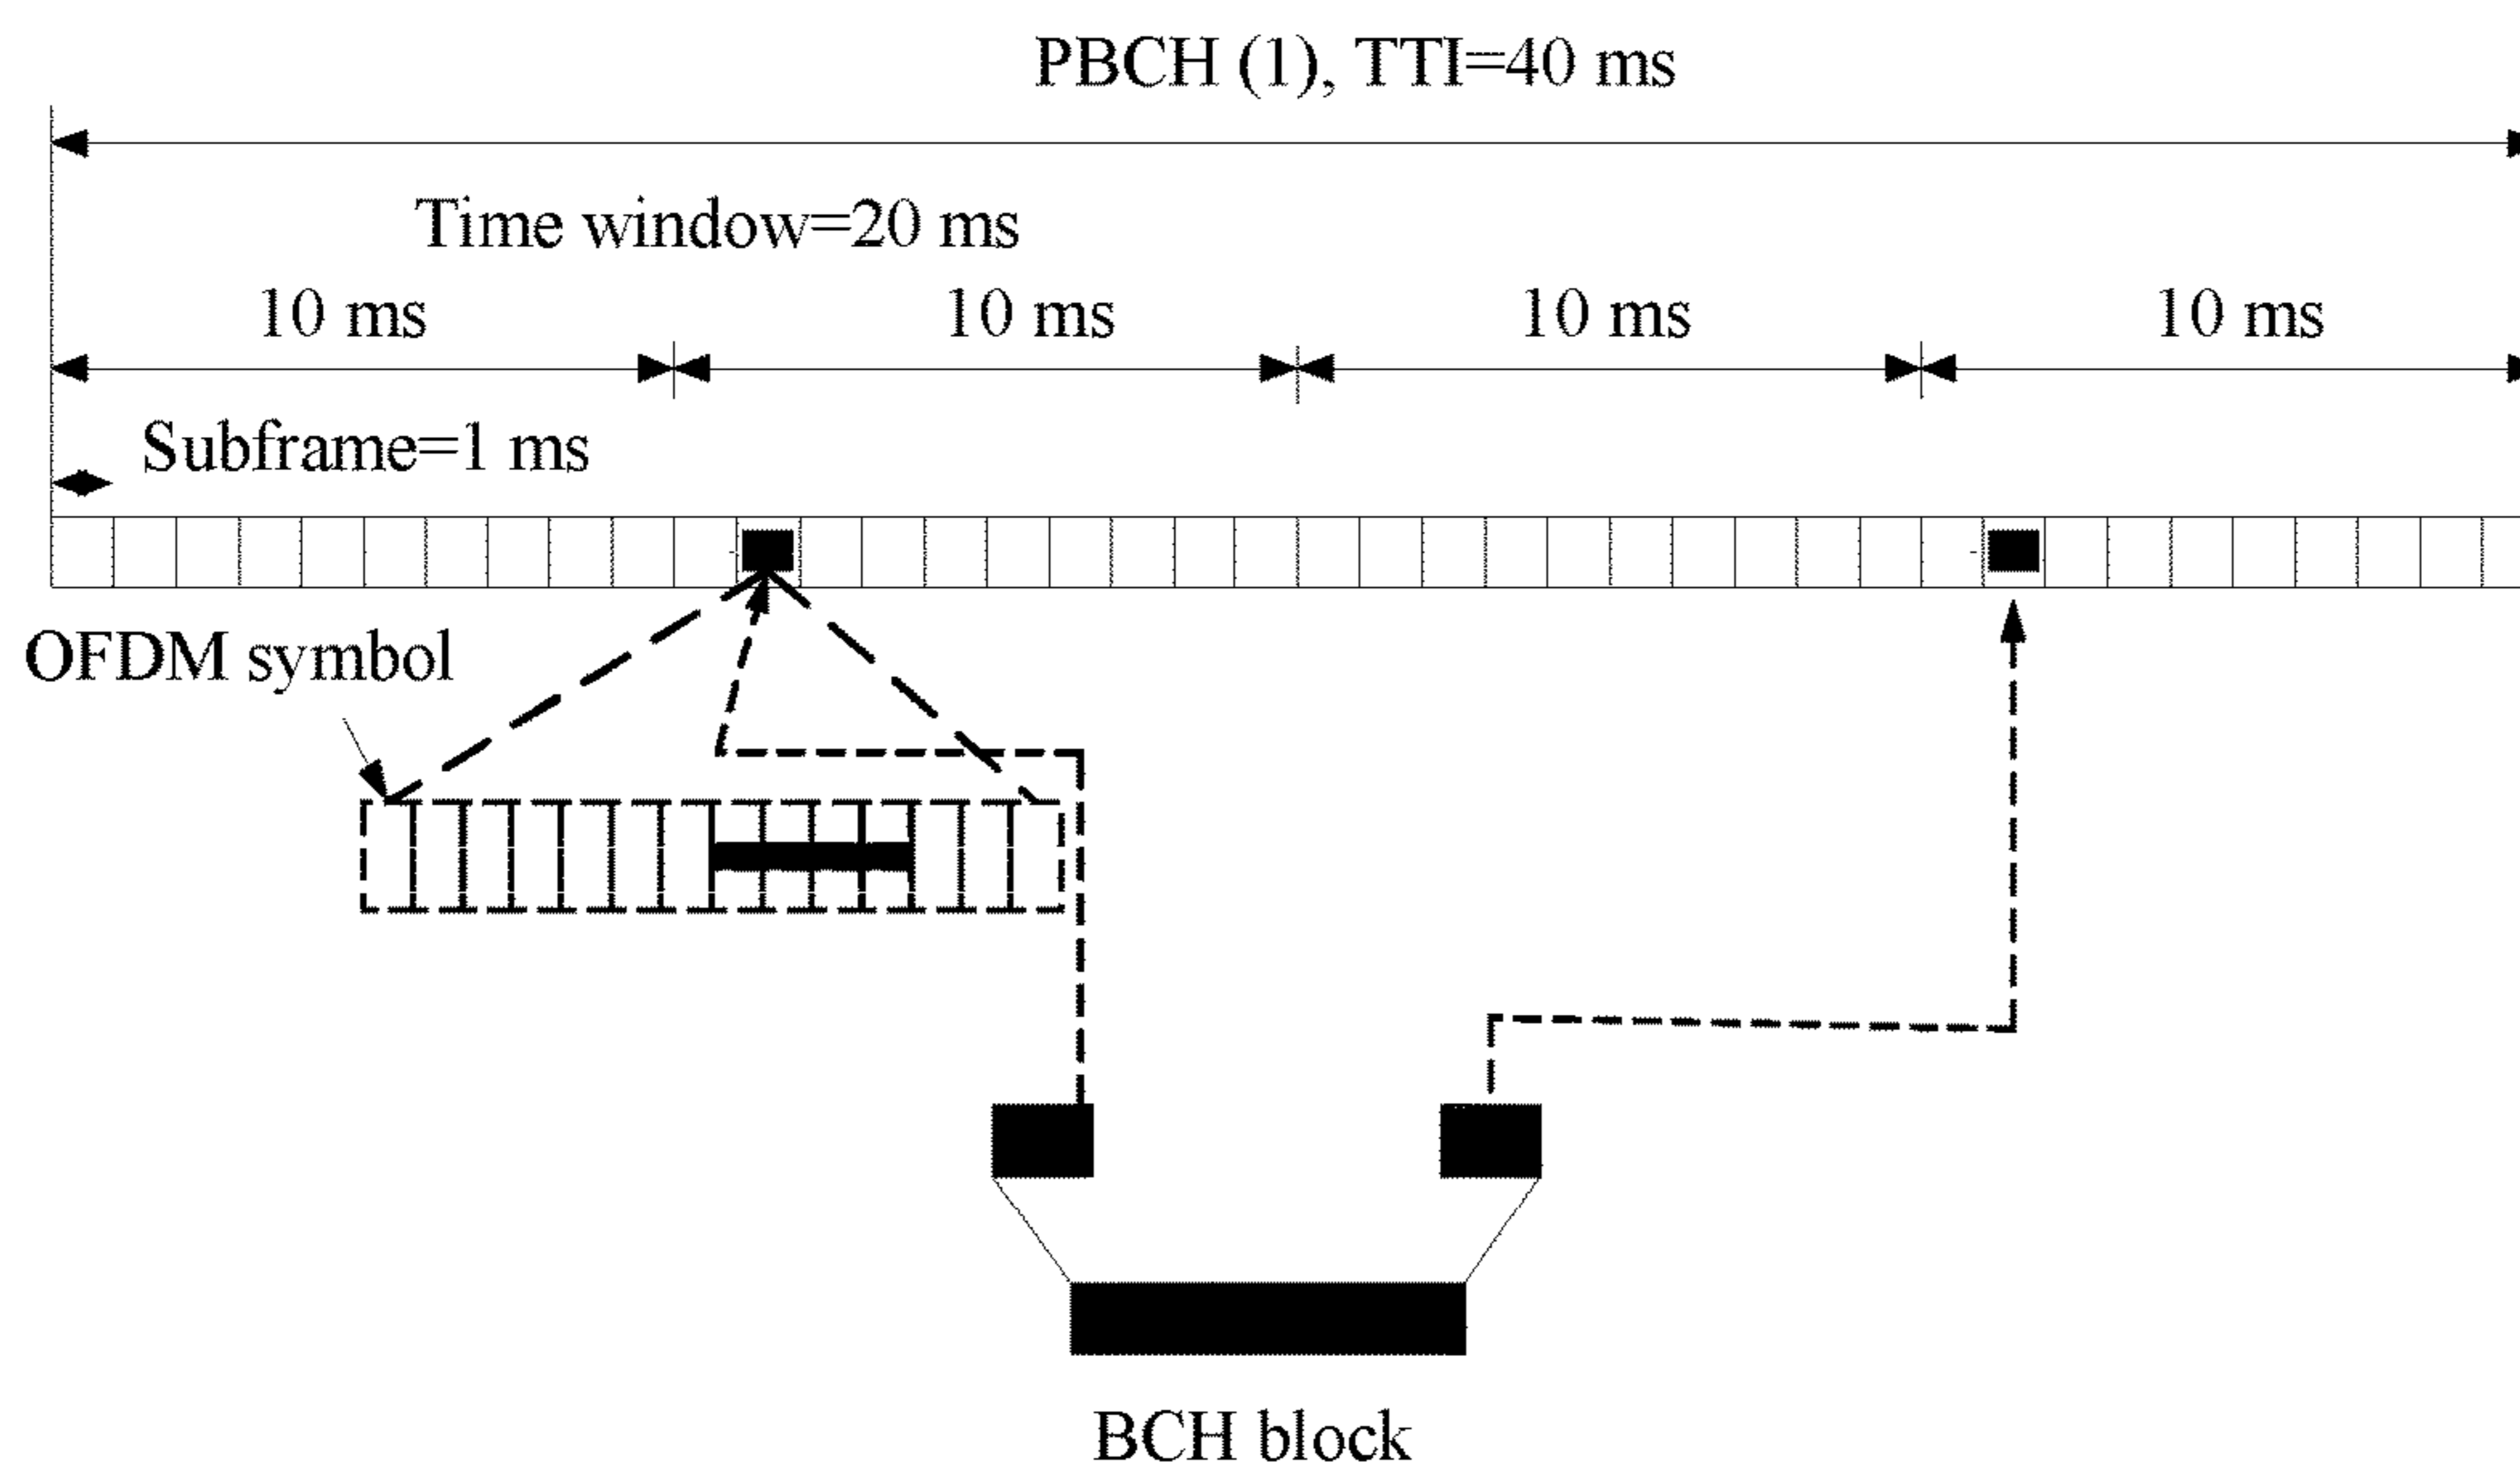 PBCH (1), TTI=40 ms
Time window=20 ms
10 ms 10 ms 10 ms 10 ms
Subframe=1 ms
OFDM symbol
BCH block